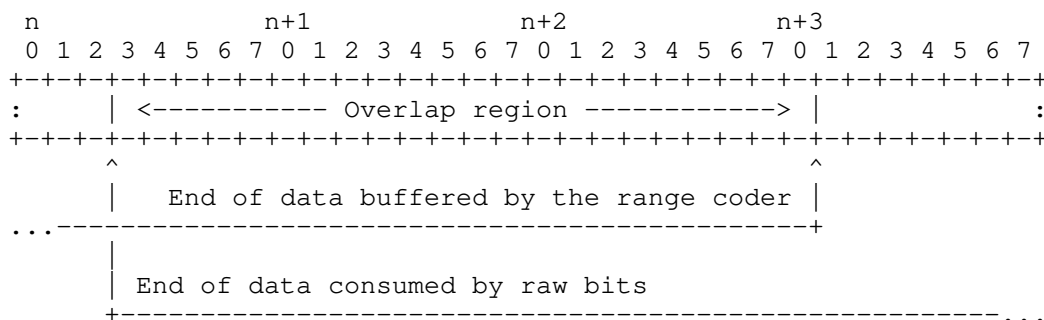 n n+1 n+2 n+3
0 1 2 3 4 5 6 7 0 1 2 3 4 5 6 7 0 1 2 3 4 5 6 7 0 1 2 3 4 5 6 7
+-+-+-+-+-+-+-+-+-+-+-+-+-+-+-+-+-+-+-+-+-+-+-+-+-+-+-+-+-+-+-+-+
: | <----------- Overlap region ------------> | :
+-+-+-+-+-+-+-+-+-+-+-+-+-+-+-+-+-+-+-+-+-+-+-+-+-+-+-+-+-+-+-+-+
^ ^
| End of data buffered by the range coder |
...-----------------------------------------------+
|
| End of data consumed by raw bits
+-------------------------------------------------------...